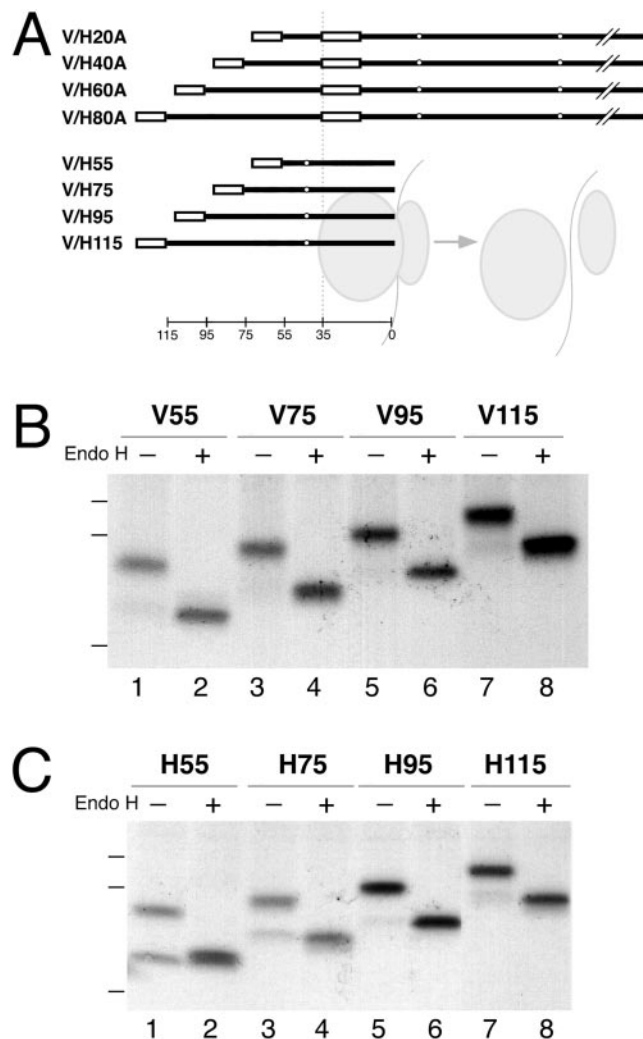 A
V/H20A
V/H40A
V/H60A
V/H80A
V/H55
V/H75
V/H95
V/H115
115 95 75 55 35 0
B
V55 V75 V95 V115
Endo H − + − + − + − +
1 2 3 4 5 6 7 8
C
H55 H75 H95 H115
Endo H − + − + − + − +
1 2 3 4 5 6 7 8